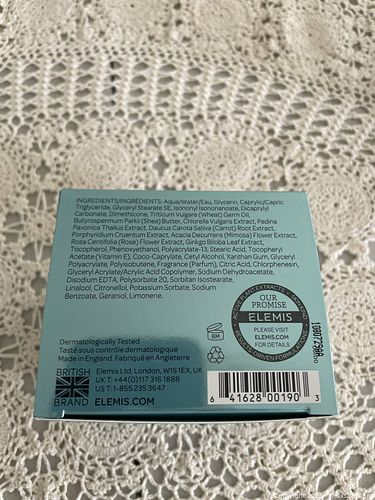 INGREDIENTS/INGRÉDIENTS: Aqua/Water/Eau, Glycerin, Caprylic/Capric
Triglyceride, Glyceryl Stearate SE, Isononyl Isononanoate, Dicaprylyl
Carbonate, Dimethicone, Triticum Vulgare (Wheat) Germ Oil,
Butyrospermum Parkii (Shea) Butter, Chlorella Vulgaris Extract, Padina
Pavonica Thallus Extract, Daucus Carota Sativa (Carrot) Root Extract,
Porphyridium Cruentum Extract, Acacia Decurrens (Mimosa) Flower Extract,
Rosa Centifolia (Rose) Flower Extract, Ginkgo Biloba Leaf Extract,
Tocopherol, Phenoxyethanol, Polyacrylate-13, Stearic Acid, Tocopheryl
Acetate (Vitamin E), Coco-Caprylate, Cetyl Alcohol, Xanthan Gum, Glyceryl
Polyacrylate, Polyisobutene, Fragrance (Parfum), Citric Acid, Chlorphenesin,
Glyceryl Acrylate/Acrylic Acid Copolymer, Sodium Dehydroacetate,
Disodium EDTA, Polysorbate 20, Sorbitan Isostearate,
Linalool, Citronellol, Potassium Sorbate, Sodium
Benzoate, Geraniol, Limonene.
ACTIVE PLANT EXTRACTS
OUR
PROMISE
ELEMIS
PLEASE VISIT
ELEMIS.COM
FOR DETAILS
DRIVEN FORMULATIONS
Dermatologically Tested
Testé sous contrôle dermatologique
Made in England. Fabriqué en Angleterre
6M
BRITISH
BRAND
Elemis Ltd, London, W1S1EX, UK
UK T: +44(0)117 316 1888
US T: 1-855 235 3647
ELEMIS.COM
6 41628 00190 3